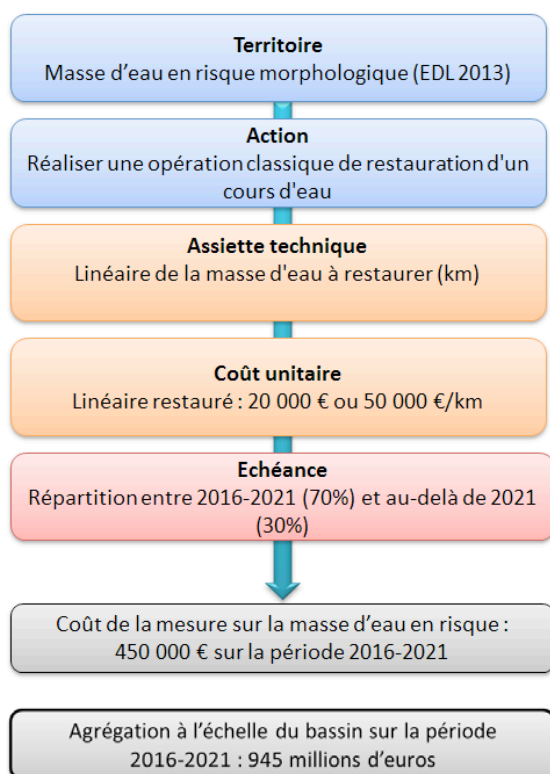 Territoire
Masse d'eau en risque morphologique (EDL 2013)
Action
Réaliser une opération classique de restauration d'un
cours d'eau
Assiette technique
Linéaire de la masse d'eau à restaurer (km)
Coût unitaire
Linéaire restauré : 20 000 € ou 50 000 €/km
Echéance
Répartition entre 2016-2021 (70%) et au-delà de 2021
(30%)
Coût de la mesure sur la masse d'eau en risque :
450 000 € sur la période 2016-2021
Agrégation à l'échelle du bassin sur la période
2016-2021 : 945 millions d'euros